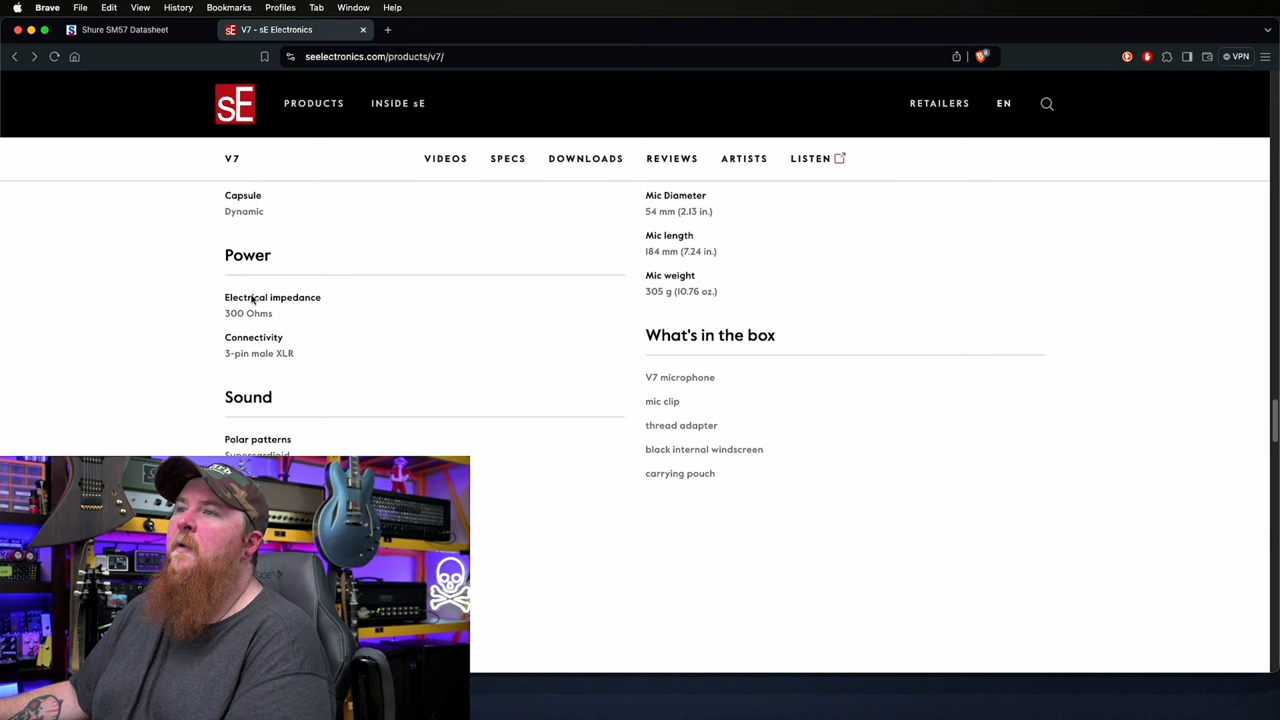 Brave File Edit View History Bookmarks Profiles Tab Window Help
Shure SM57 Datasheet
V7 - sE Electronics
seelectronics.com/products/v7/
VPN
sE
PRODUCTS
INSIDE sE
RETAILERS
EN
V7
VIDEOS
SPECS
DOWNLOADS
REVIEWS
ARTISTS
LISTEN
Capsule
Dynamic
Power
Electrical impedance
300 Ohms
Connectivity
3-pin male XLR
Sound
Polar patterns
Supercardioid
Mic Diameter
54 mm (2.13 in.)
Mic length
184 mm (7.24 in.)
Mic weight
305 g (10.76 oz.)
What's in the box
V7 microphone
mic clip
thread adapter
black internal windscreen
carrying pouch